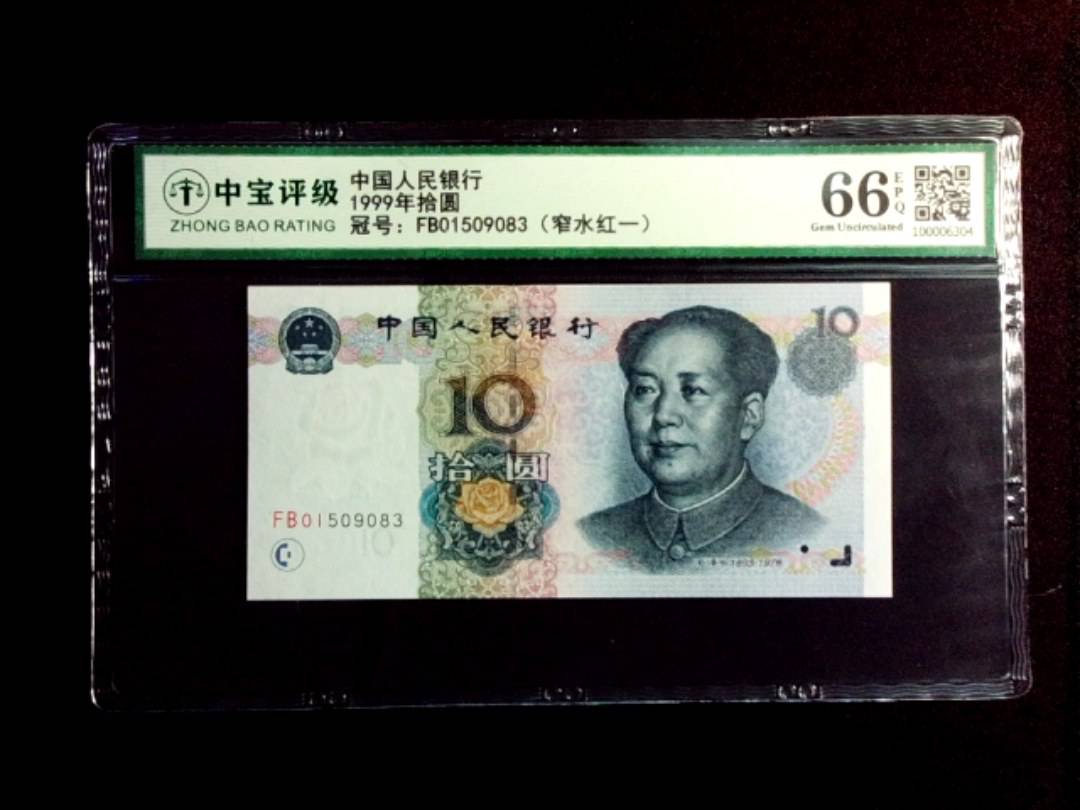 中宝评级
ZHONG BAO RATING
中国人民银行
1999年拾圆
冠号：FB01509083（窄水红一）
66
EPQ
Gem Uncirculated
100006304
中国人民银行
10
10
拾圆
FB01509083
1893-1976